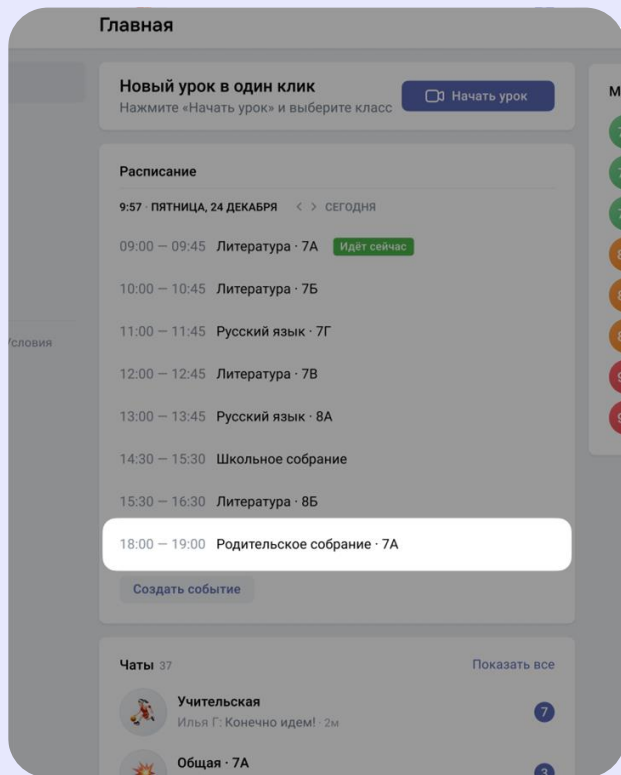 Главная
Новый урок в один клик
Нажмите «Начать урок» и выберите класс
Начать урок
Расписание
9:57 · ПЯТНИЦА, 24 ДЕКАБРЯ < > СЕГОДНЯ
09:00 — 09:45 Литература · 7А Идёт сейчас
10:00 — 10:45 Литература · 7Б
11:00 — 11:45 Русский язык · 7Г
12:00 — 12:45 Литература · 7В
13:00 — 13:45 Русский язык · 8А
14:30 — 15:30 Школьное собрание
15:30 — 16:30 Литература · 8Б
18:00 — 19:00 Родительское собрание · 7А
Создать событие
Чаты 37 Показать все
Учительская
Илья Г: Конечно идем! · 2м
7
Общая · 7А
3